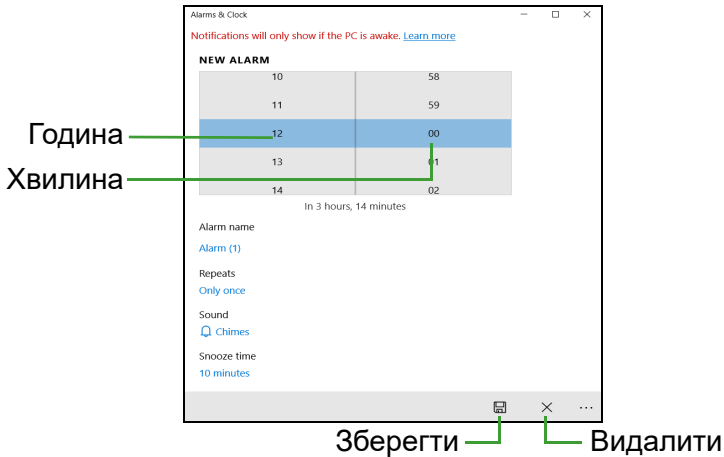 Alarms & Clock
Notifications will only show if the PC is awake. Learn more
NEW ALARM
10 58
11 59
Година 12 00
13 01
Хвилина
14 02
In 3 hours, 14 minutes
Alarm name
Alarm (1)
Repeats
Only once
Sound
Chimes
Snooze time
10 minutes
Зберегти Видалити